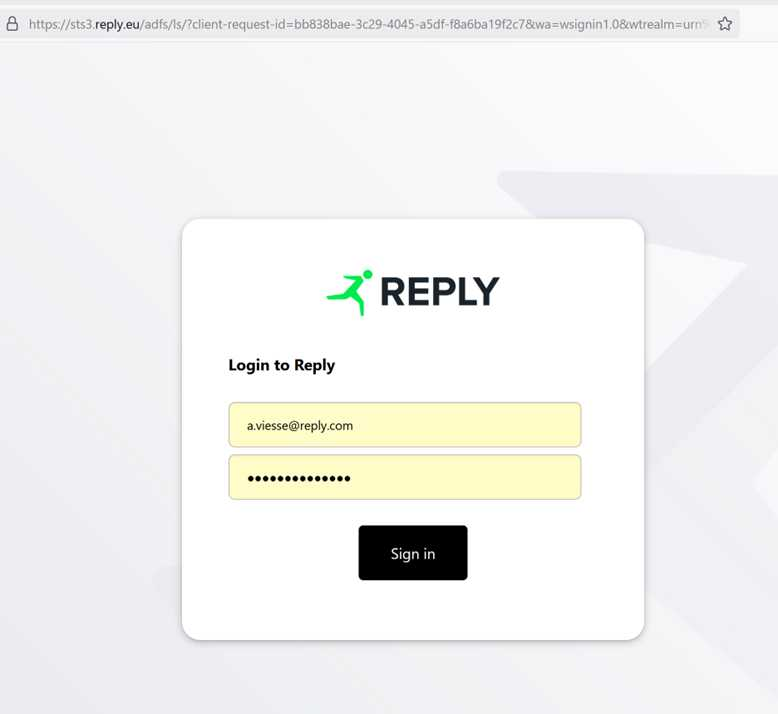 https://sts3.reply.eu/adfs/ls/?client-request-id=bb838bae-3c29-4045-a5df-f8a6ba19f2c7&wa=wsignin1.0&wtrealm=urn
REPLY
Login to Reply
a.viesse@reply.com
••••••••••••••
Sign in